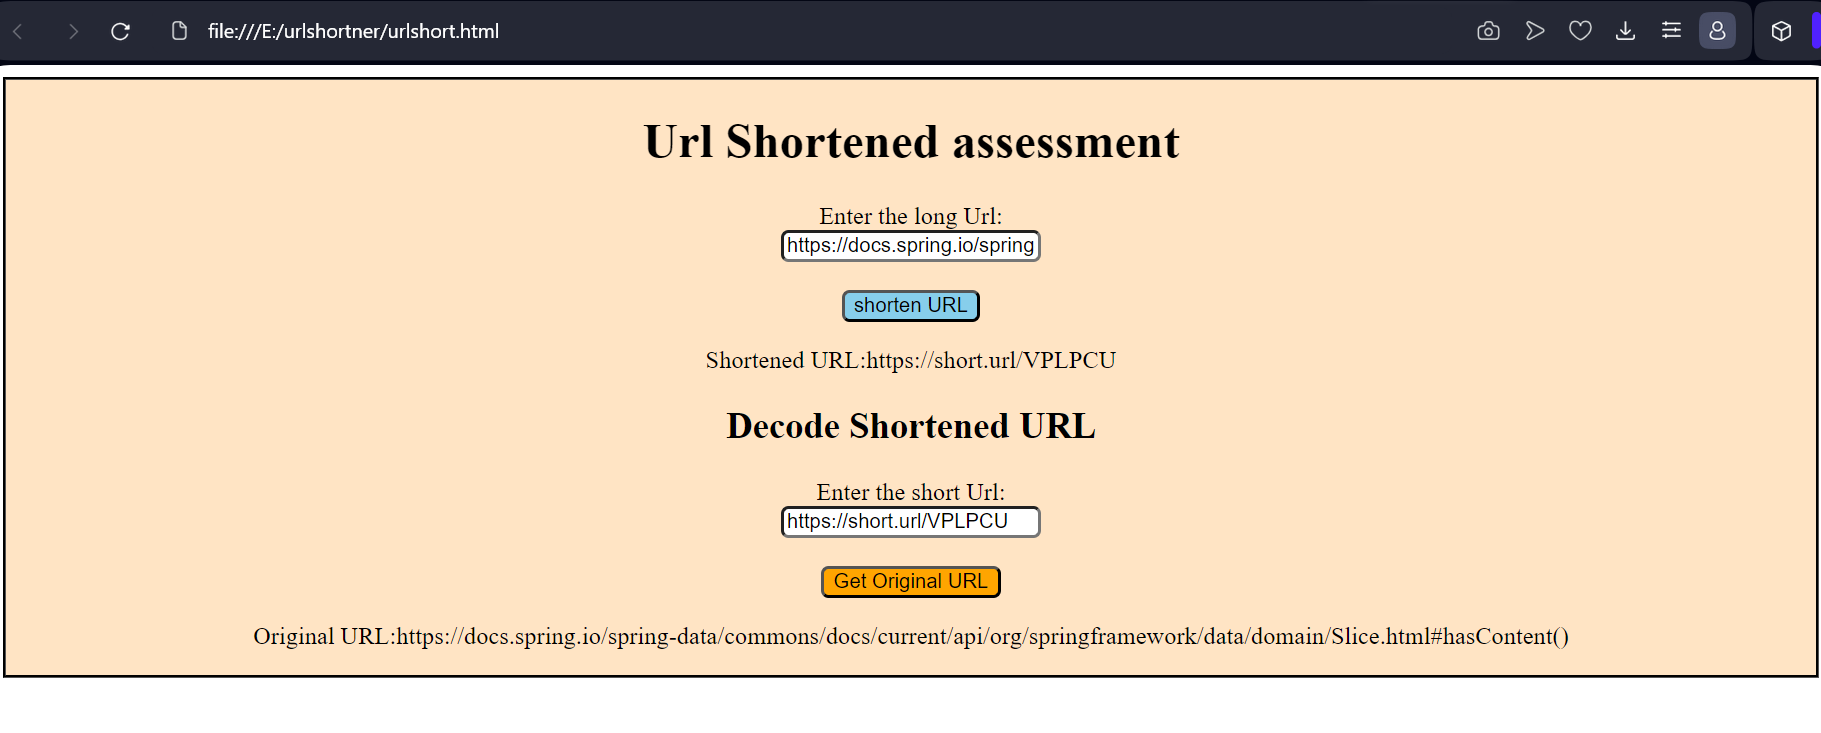 file:///E:/urlshortner/urlshort.html
Url Shortened assessment
Enter the long Url:
https://docs.spring.io/spring
shorten URL
Shortened URL:https://short.url/VPLPCU
Decode Shortened URL
Enter the short Url:
https://short.url/VPLPCU
Get Original URL
Original URL:https://docs.spring.io/spring-data/commons/docs/current/api/org/springframework/data/domain/Slice.html#hasContent()